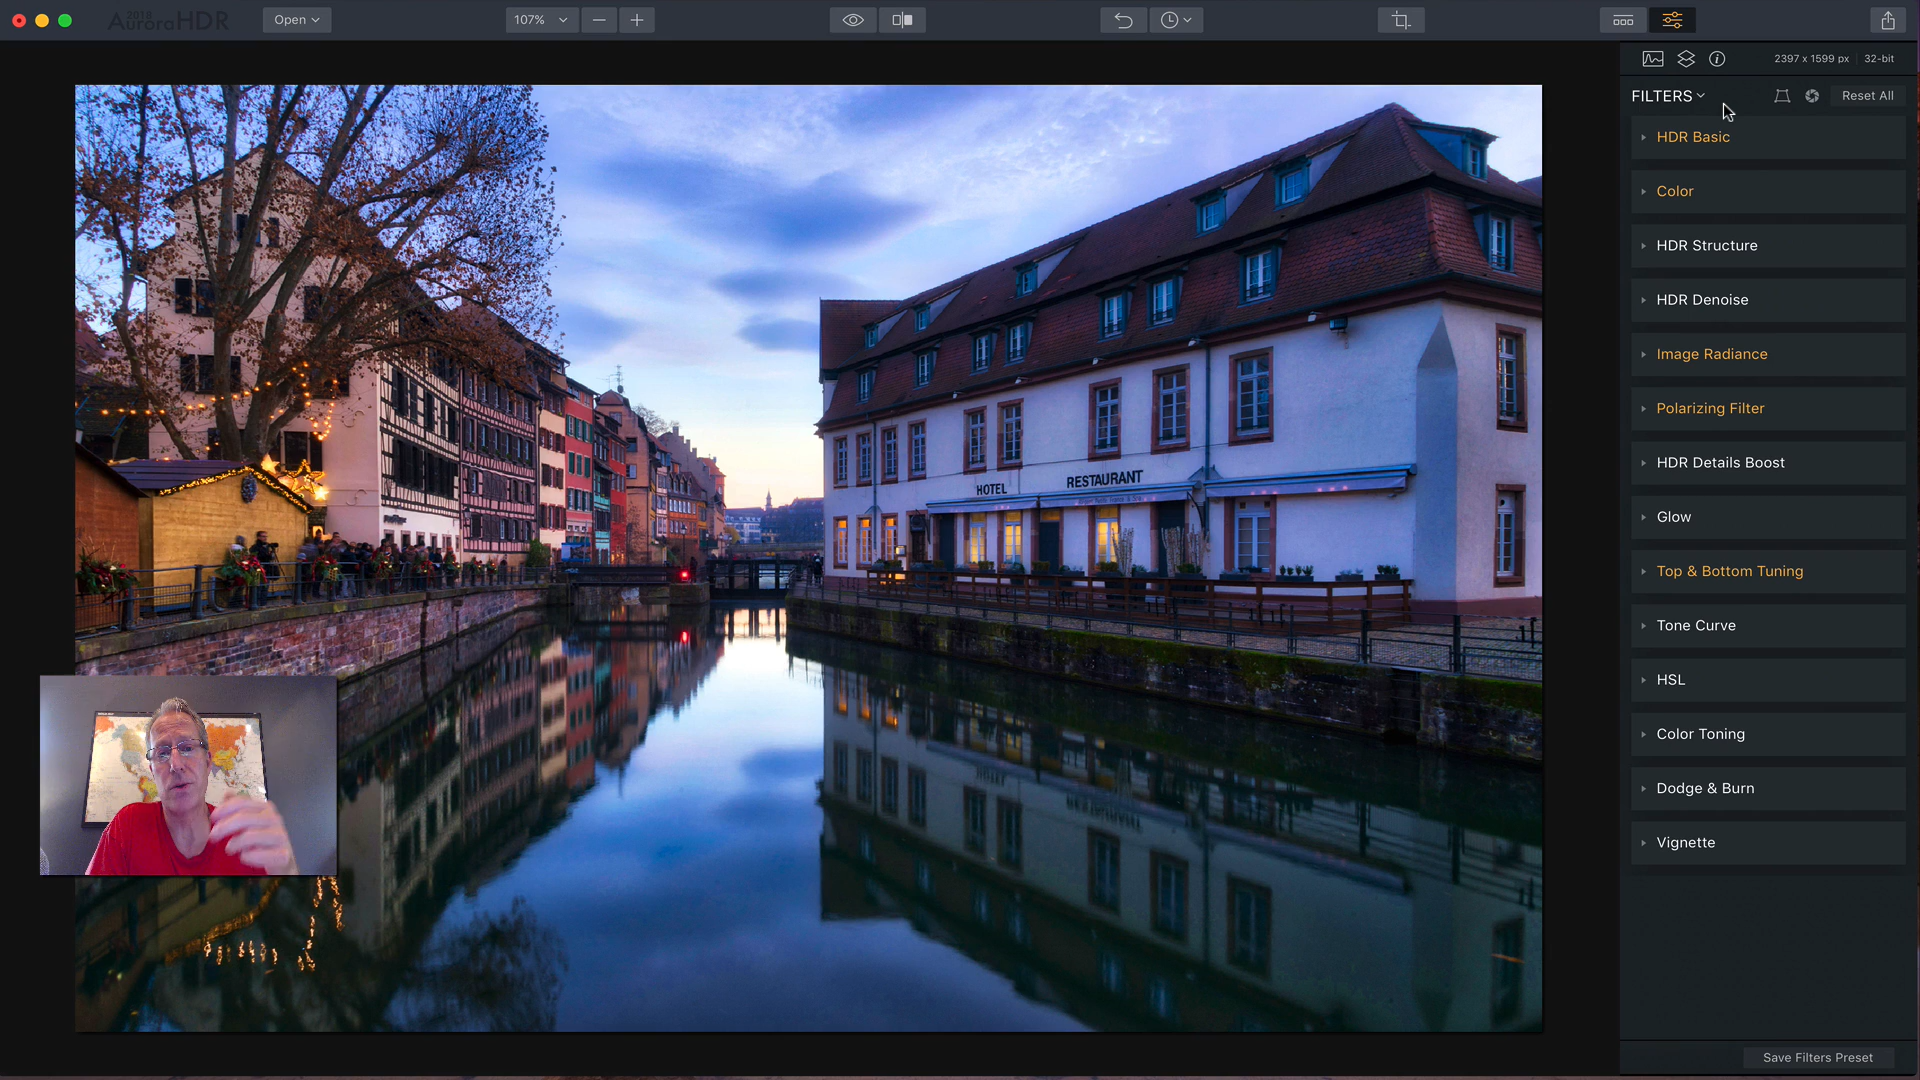 2018
AuroraHDR
Open
107%
2397 x 1599 px
32-bit
FILTERS
Reset All
HDR Basic
Color
HDR Structure
HDR Denoise
Image Radiance
Polarizing Filter
HDR Details Boost
Glow
Top & Bottom Tuning
Tone Curve
HSL
Color Toning
Dodge & Burn
Vignette
Save Filters Preset
HOTEL
RESTAURANT